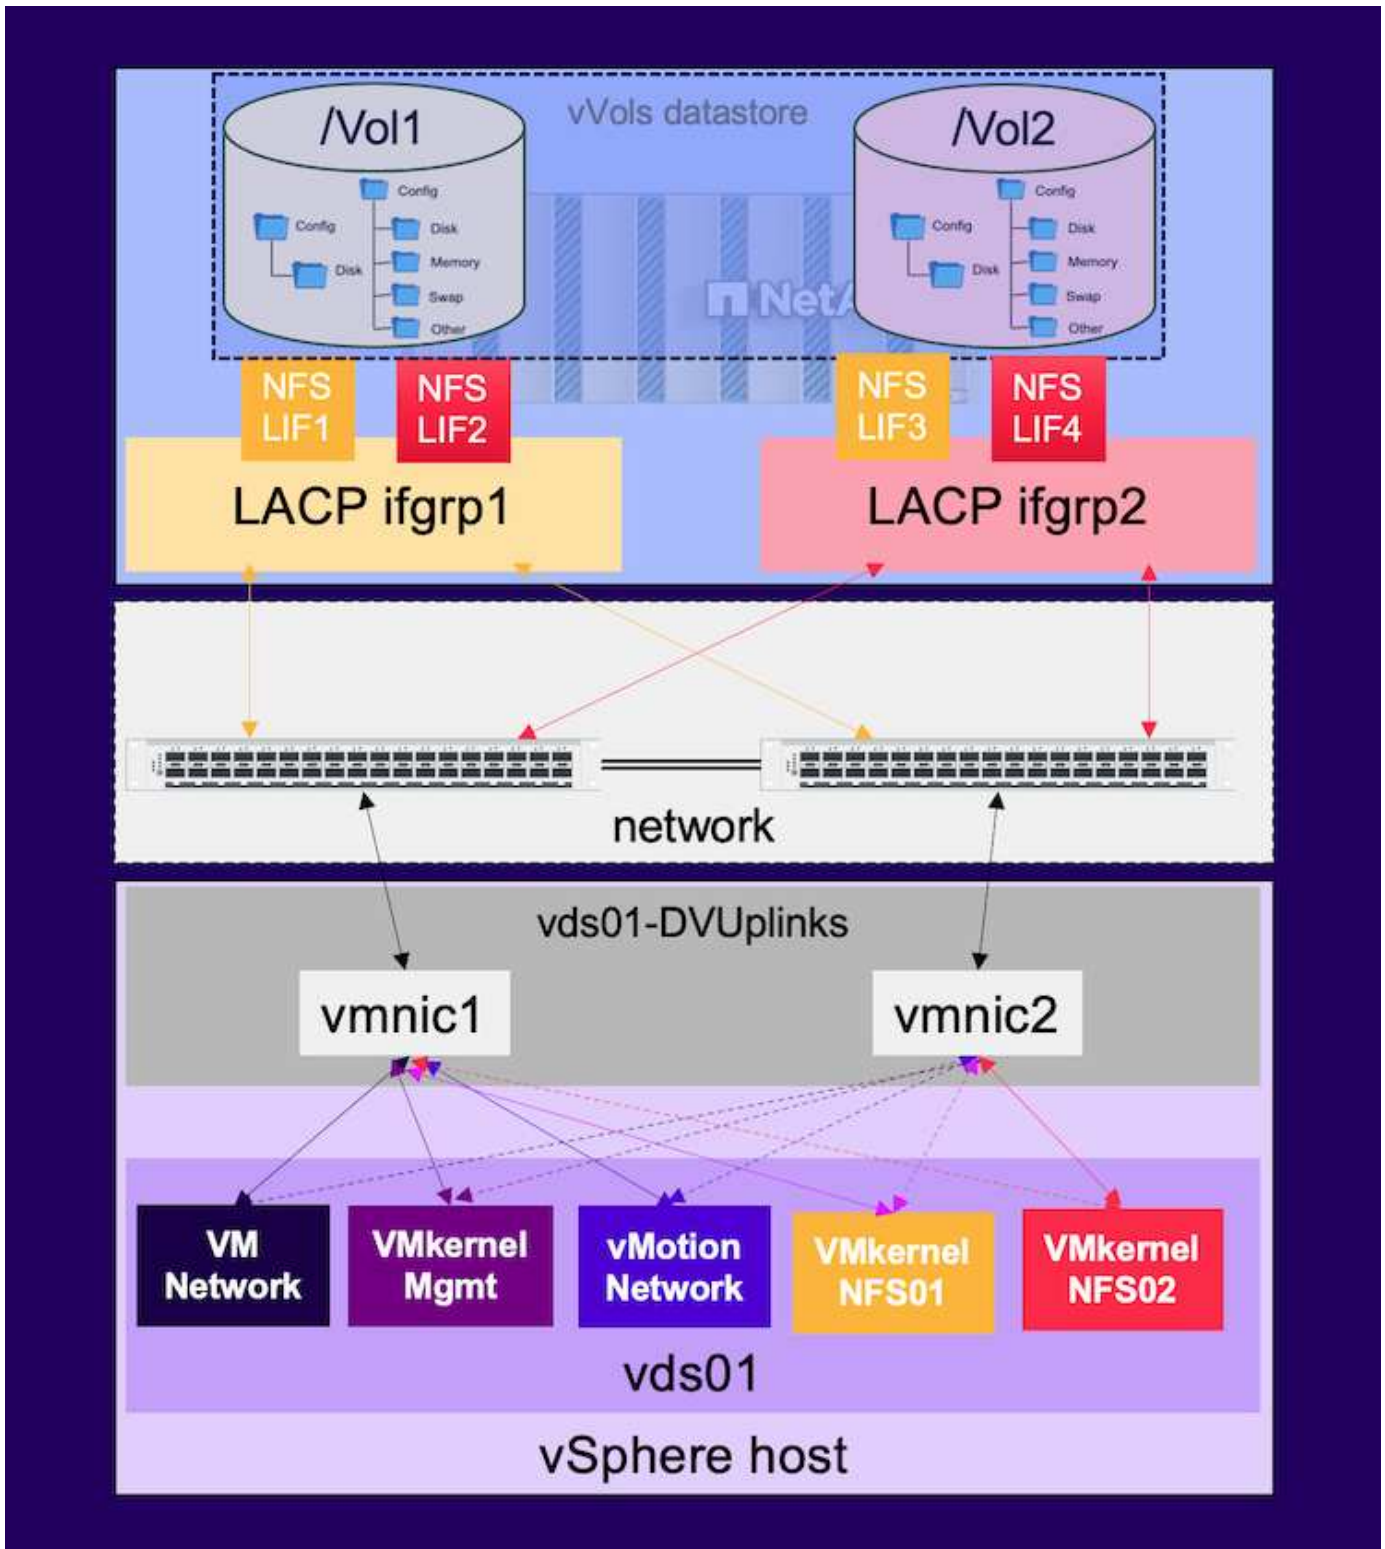 vVols datastore
/Vol1
Config
Config
Disk
Memory
Disk
Swap
Other
/Vol2
Config
Config
Disk
Memory
Disk
Swap
Other
NetA
NFS
LIF1
NFS
LIF2
NFS
LIF3
NFS
LIF4
LACP ifgrp1
LACP ifgrp2
network
vds01-DVUplinks
vmnic1
vmnic2
VM
Network
VMkernel
Mgmt
vMotion
Network
VMkernel
NFS01
VMkernel
NFS02
vds01
vSphere host